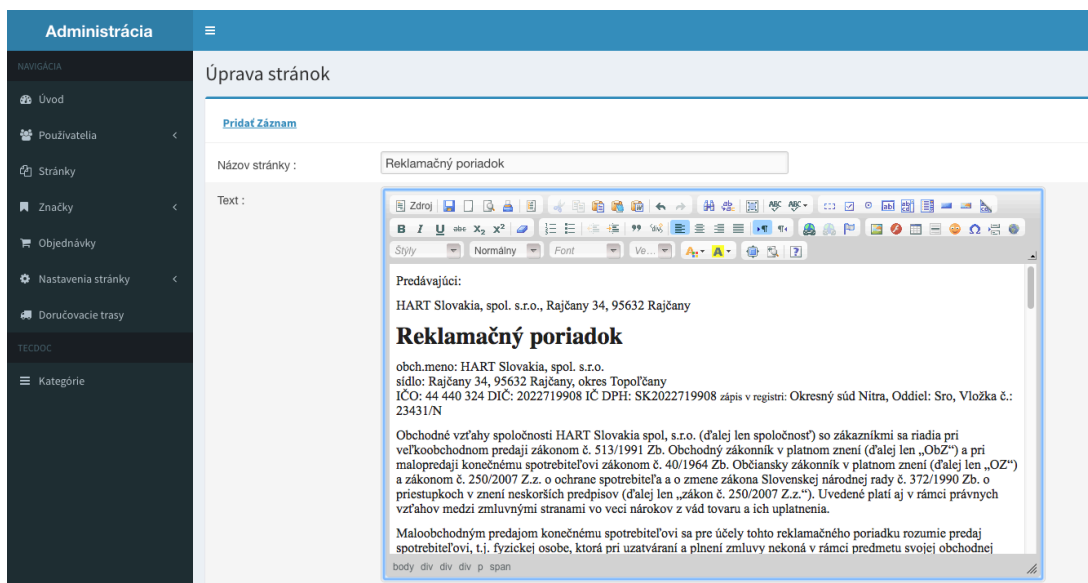 Administrácia
NAVIGÁCIA
Úvod
Používatelia
Stránky
Značky
Objednávky
Nastavenia stránky
Doručovacie trasy
TECDOC
Kategórie
Úprava stránok
Pridať Záznam
Názov stránky :
Reklamačný poriadok
Text :
Zdroj
Štýly
Normálny
Font
Ve...
Predávajúci:
HART Slovakia, spol. s.r.o., Rajčany 34, 95632 Rajčany
Reklamačný poriadok
obch.meno: HART Slovakia, spol. s.r.o.
sídlo: Rajčany 34, 95632 Rajčany, okres Topoľčany
IČO: 44 440 324 DIČ: 2022719908 IČ DPH: SK2022719908 zápis v registri: Okresný súd Nitra, Oddiel: Sro, Vložka č.:
23431/N
Obchodné vzťahy spoločnosti HART Slovakia spol, s.r.o. (ďalej len spoločnosť) so zákazníkmi sa riadia pri
veľkoobchodnom predaji zákonom č. 513/1991 Zb. Obchodný zákonník v platnom znení (ďalej len „ObZ“) a pri
malopredaji konečnému spotrebiteľovi zákonom č. 40/1964 Zb. Občiansky zákonník v platnom znení (ďalej len „OZ“)
a zákonom č. 250/2007 Z.z. o ochrane spotrebiteľa a o zmene zákona Slovenskej národnej rady č. 372/1990 Zb. o
priestupkoch v znení neskorších predpisov (ďalej len „zákon č. 250/2007 Z.z.“). Uvedené platí aj v rámci právnych
vzťahov medzi zmluvnými stranami vo veci nárokov z vád tovaru a ich uplatnenia.
Maloobchodným predajom konečnému spotrebiteľovi sa pre účely tohto reklamačného poriadku rozumie predaj
spotrebiteľovi, t.j. fyzickej osobe, ktorá pri uzatváraní a plnení zmluvy nekoná v rámci predmetu svojej obchodnej
body div div div p span